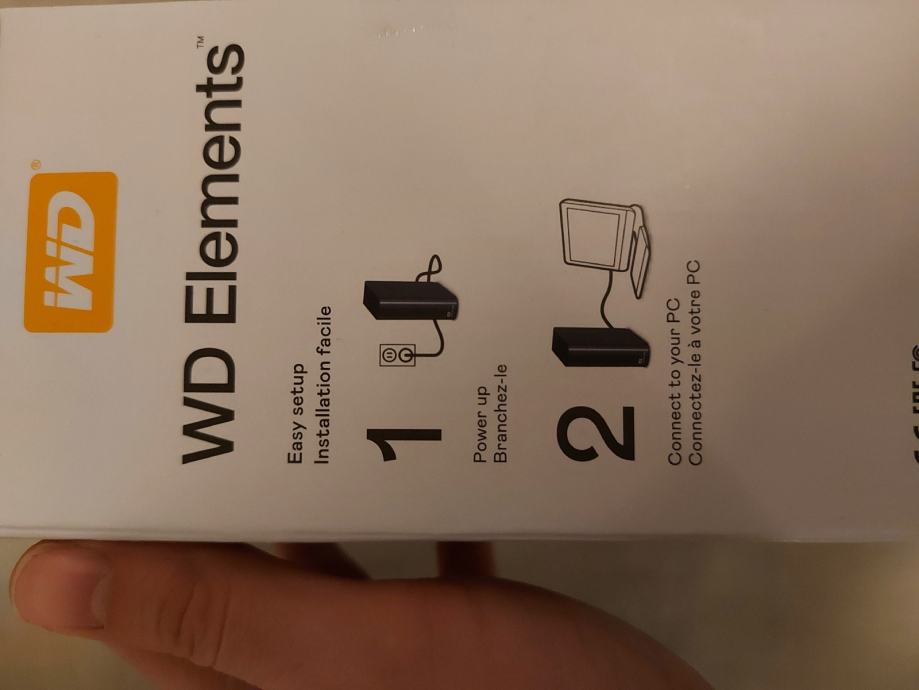 WD®
WD Elements™
Easy setup
Installation facile
1
Power up
Branchez-le
2
Connect to your PC
Connectez-le à votre PC